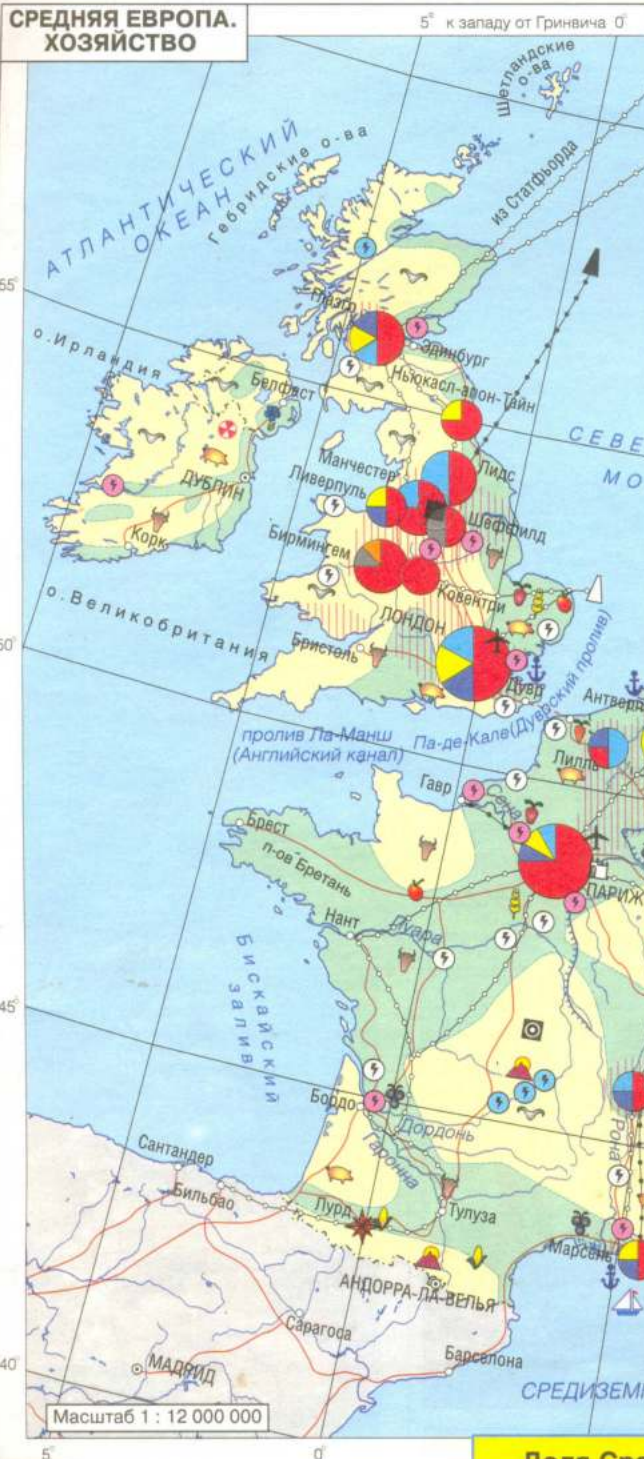 СРЕДНЯЯ ЕВРОПА.
ХОЗЯЙСТВО
5° к западу от Гринвича 0°
Шетландские
о-ва
АТЛАНТИЧЕСКИЙ
ОКЕАН
Гебридские о-ва
из Статфьорда
55°
Глазго
Эдинбург
о. Ирландия
Белфаст
Ньюкасл-апон-Тайн
СЕВЕ
МО
Манчестер
Лидс
ДУБЛИН
Ливерпуль
Шеффилд
Корк
Бирмингем
Ковентри
о. Великобритания
ЛОНДОН
50°
Бристель
Дувр
Антверп
пролив Ла-Манш
(Английский канал)
Па-де-Кале (Дуврский пролив)
Лилль
Гавр
Сена
Брест
п-ов Бретань
ПАРИЖ
Нант
Луара
Бискайский
залив
45°
Бордо
Дордонь
Гаронна
Рона
Сантандер
Бильбао
Лурд
Тулуза
Марсель
АНДОРРА-ЛА-ВЕЛЬЯ
Сарагоса
Барселона
40°
МАДРИД
СРЕДИЗЕМ
Масштаб 1 : 12 000 000
5°
0°